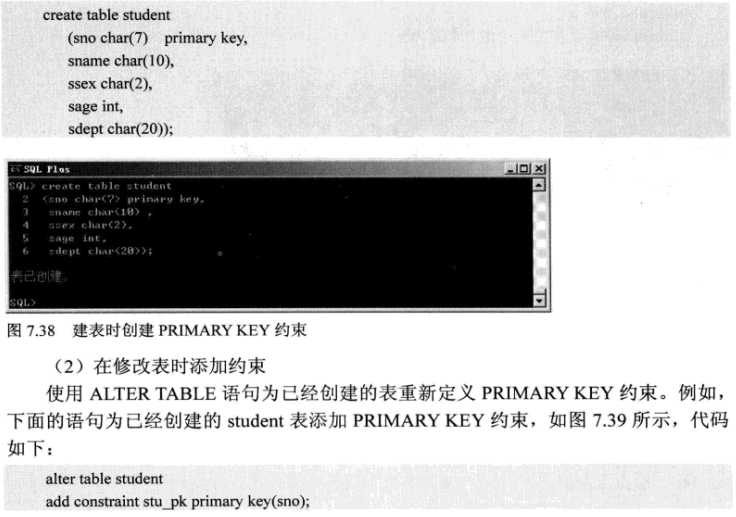 create table student
(sno char(7) primary key,
sname char(10),
ssex char(2),
sage int,
sdept char(20));
SQL Plus
SQL> create table student
2 (sno char(7) primary key,
3 sname char(10) ,
4 ssex char(2),
5 sage int,
6 sdept char(20));
表已创建。
SQL>
图 7.38 建表时创建 PRIMARY KEY 约束
（2）在修改表时添加约束
使用 ALTER TABLE 语句为已经创建的表重新定义 PRIMARY KEY 约束。例如，
下面的语句为已经创建的 student 表添加 PRIMARY KEY 约束，如图 7.39 所示，代码
如下：
alter table student
add constraint stu_pk primary key(sno);